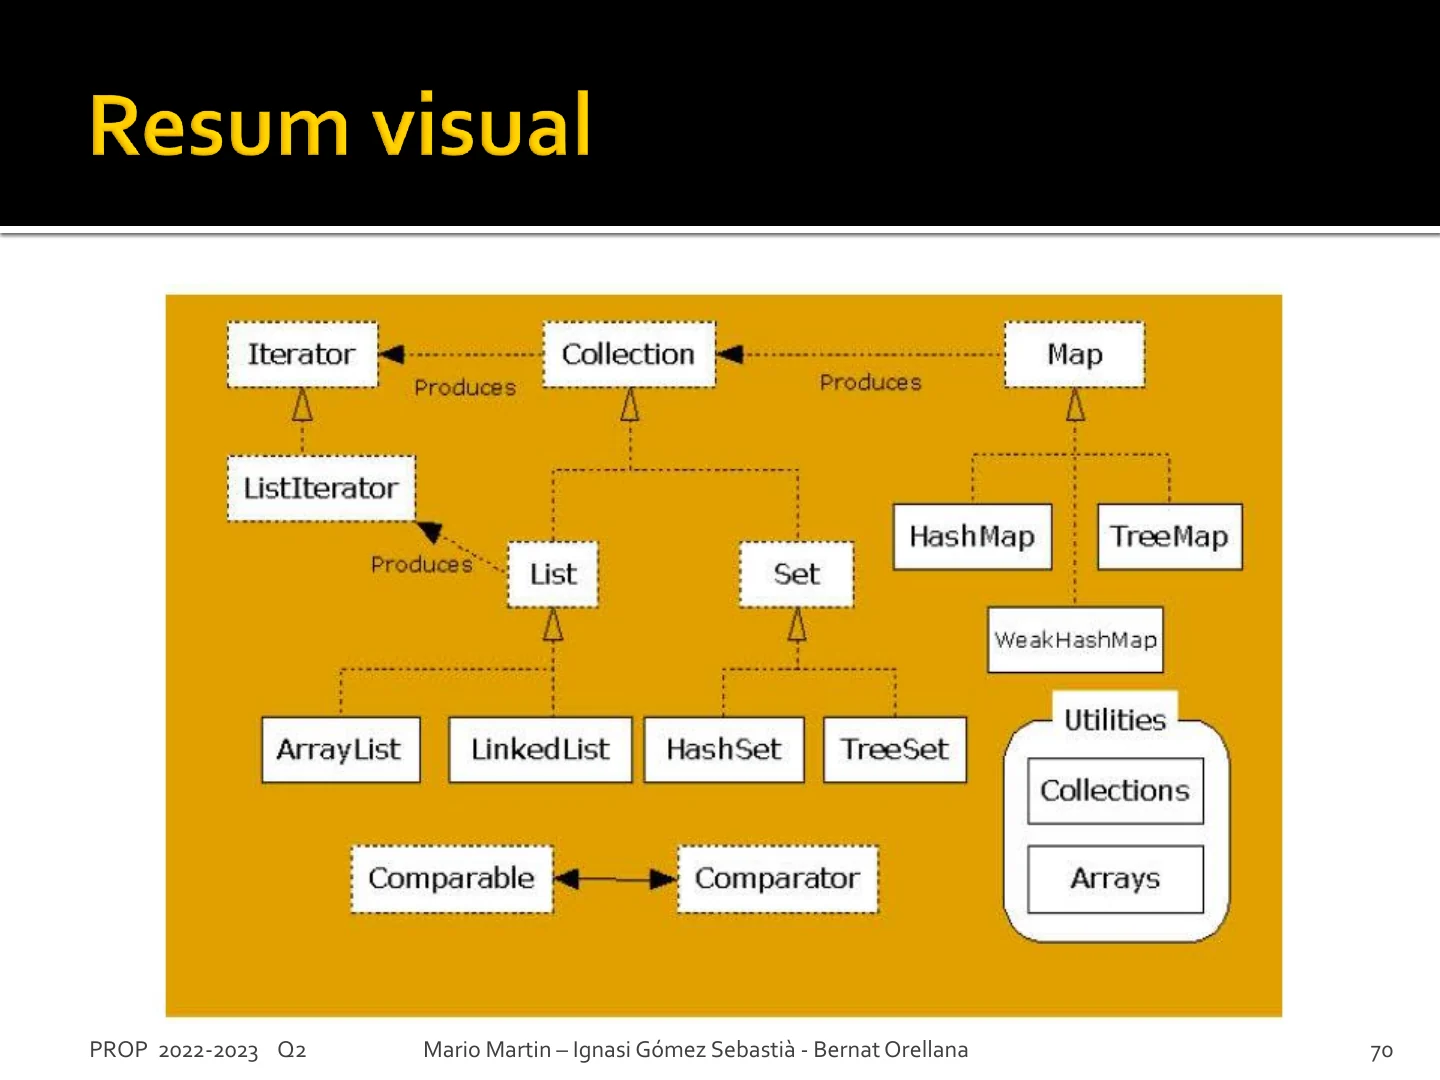 Resum visual
Iterator
Collection
Map
Produces
Produces
ListIterator
Produces
List
Set
HashMap
TreeMap
WeakHashMap
ArrayList
LinkedList
HashSet
TreeSet
Utilities
Collections
Arrays
Comparable
Comparator
PROP 2022-2023 Q2
Mario Martin – Ignasi Gómez Sebastià - Bernat Orellana
70